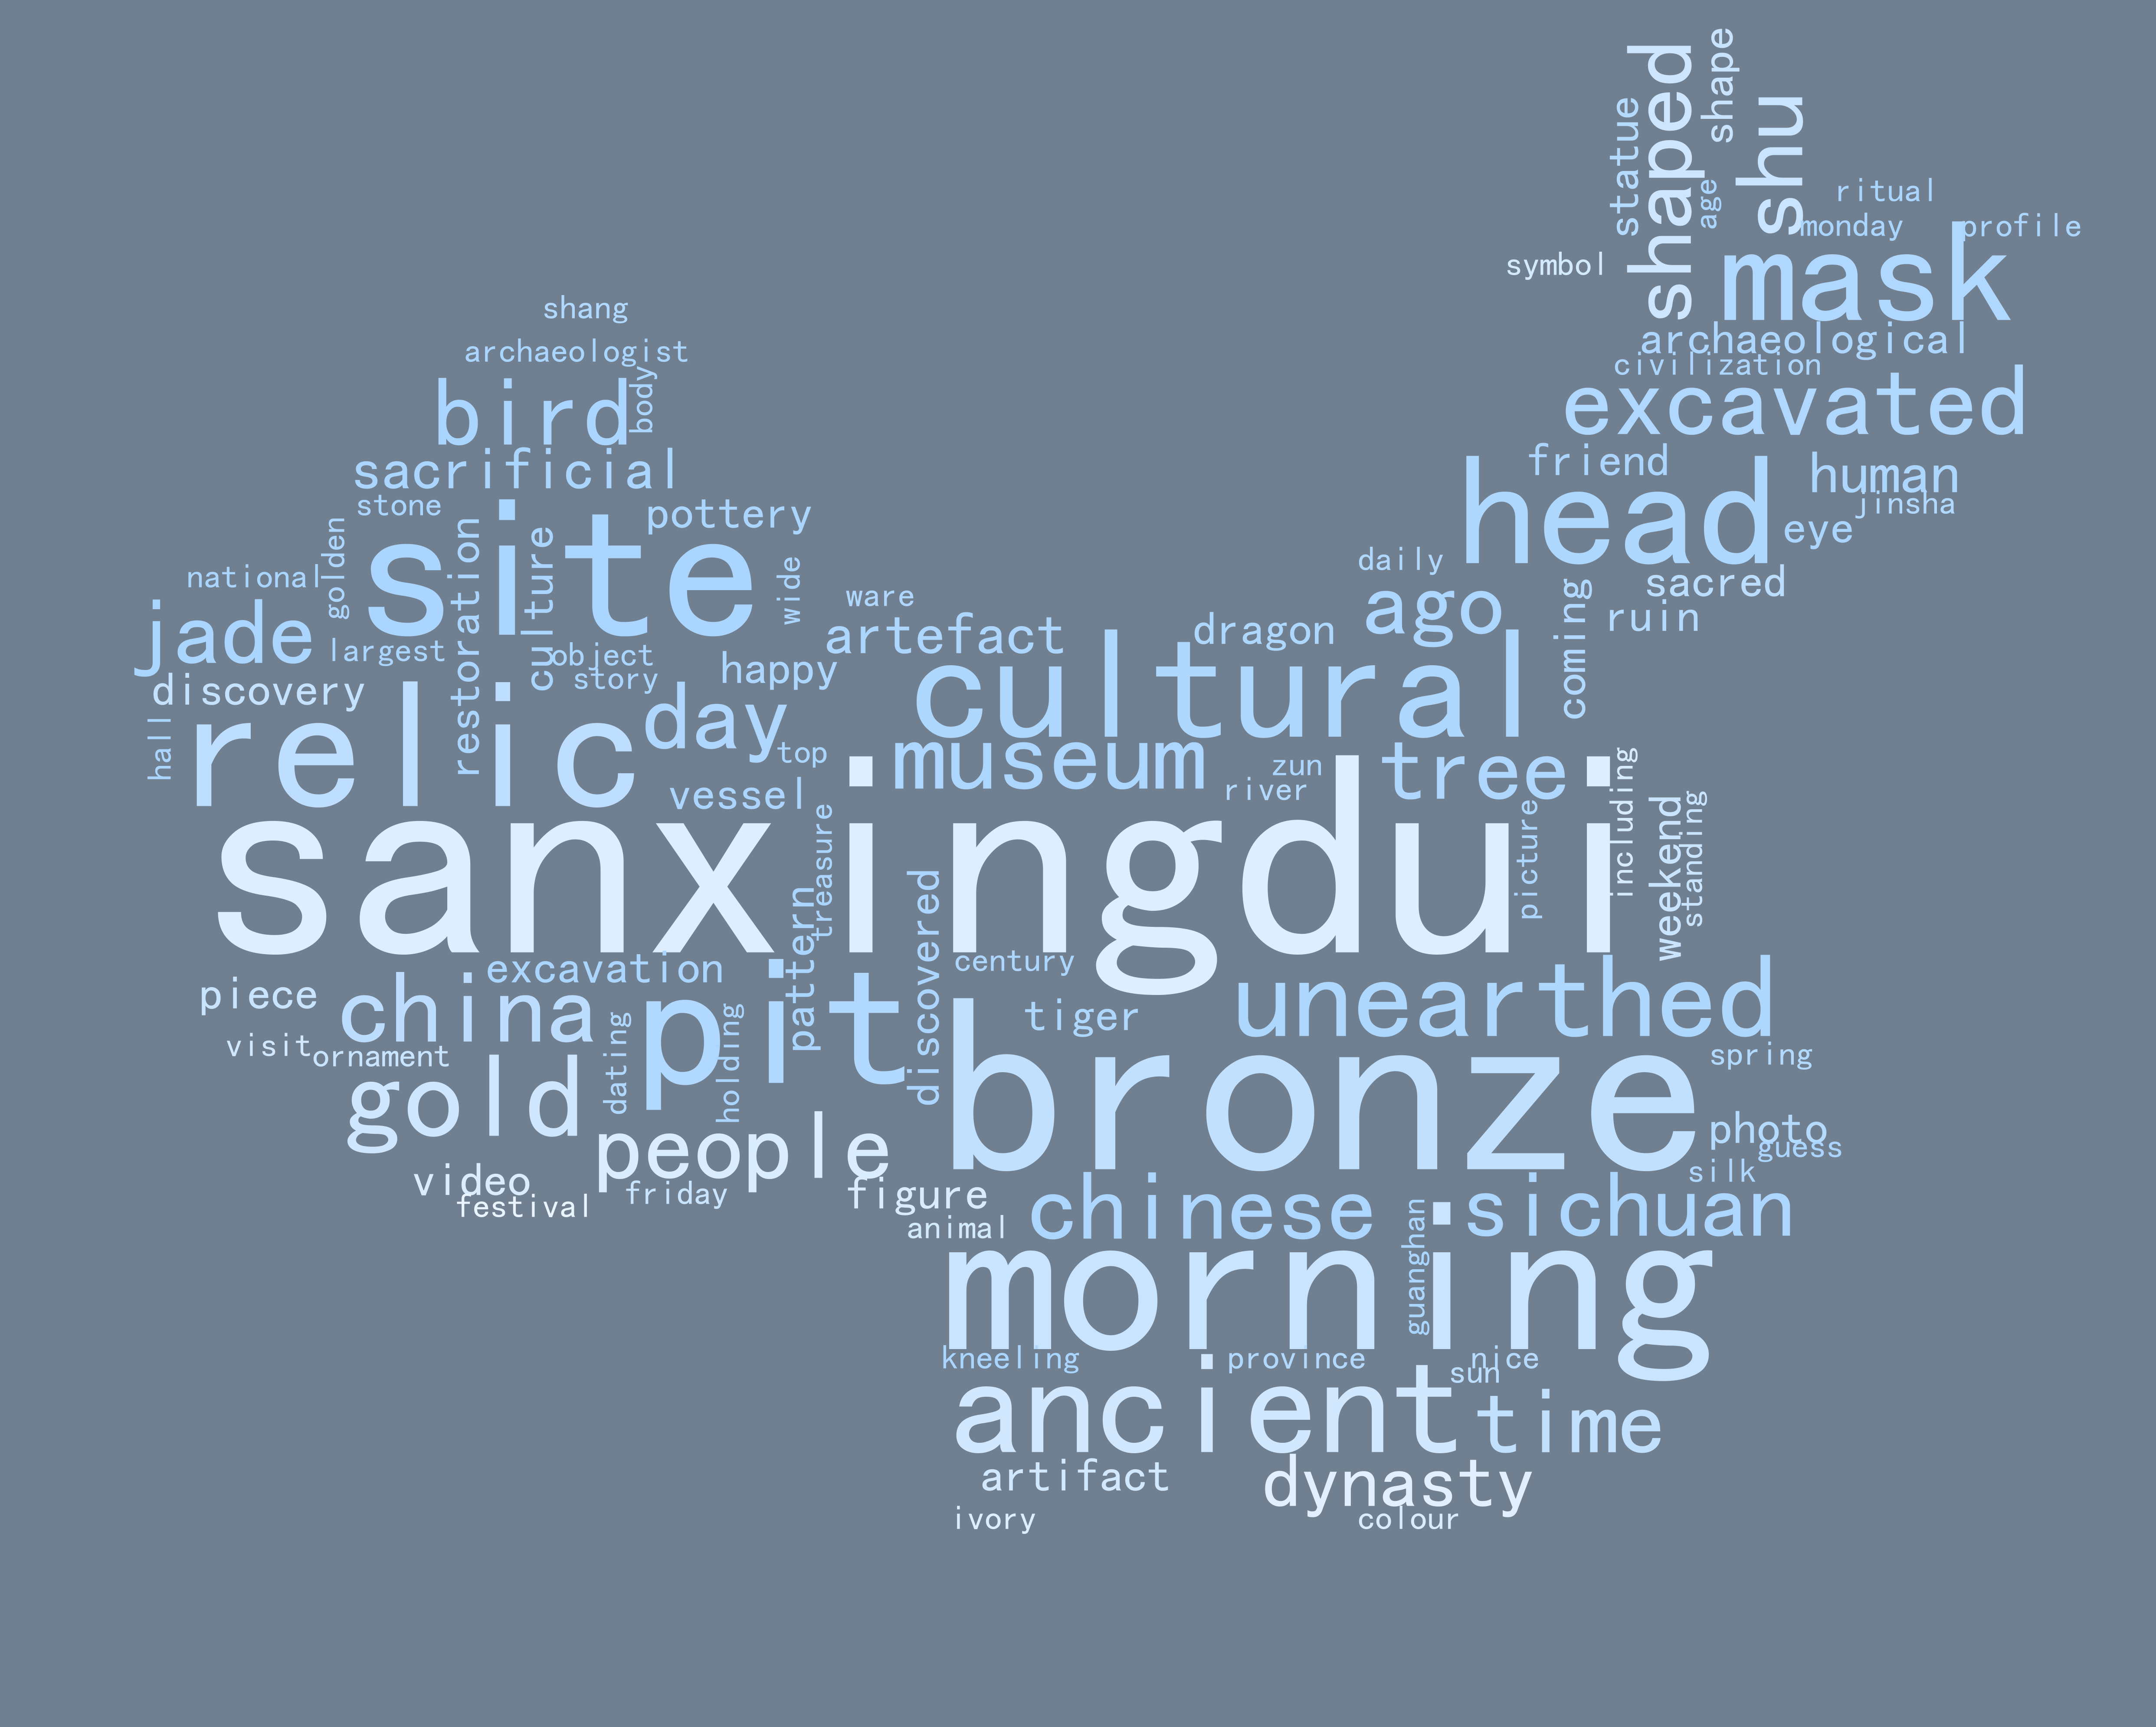 shaped
shape
statue
age
shu
ritual
monday
profile
symbol
mask
shang
archaeological
archaeologist
civilization
bird
body
excavated
sacrificial
friend
human
stone
pottery
head
jinsha
eye
golden
restoration
culture
site
wide
daily
national
sacred
ware
coming
ago
ruin
jade
largest
artefact
dragon
object
happy
story
discovery
cultural
hall
relic
day
top
museum
zun
tree
including
vessel
river
treasure
picture
weekend
standing
sanxingdui
pattern
discovered
excavation
century
piece
china
pit
tiger
unearthed
visit
ornament
dating
holding
spring
gold
bronze
people
photo
guess
video
festival
friday
figure
silk
animal
chinese
guanghan
sichuan
morning
kneeling
province
nice
sun
ancient
time
artifact
dynasty
ivory
colour